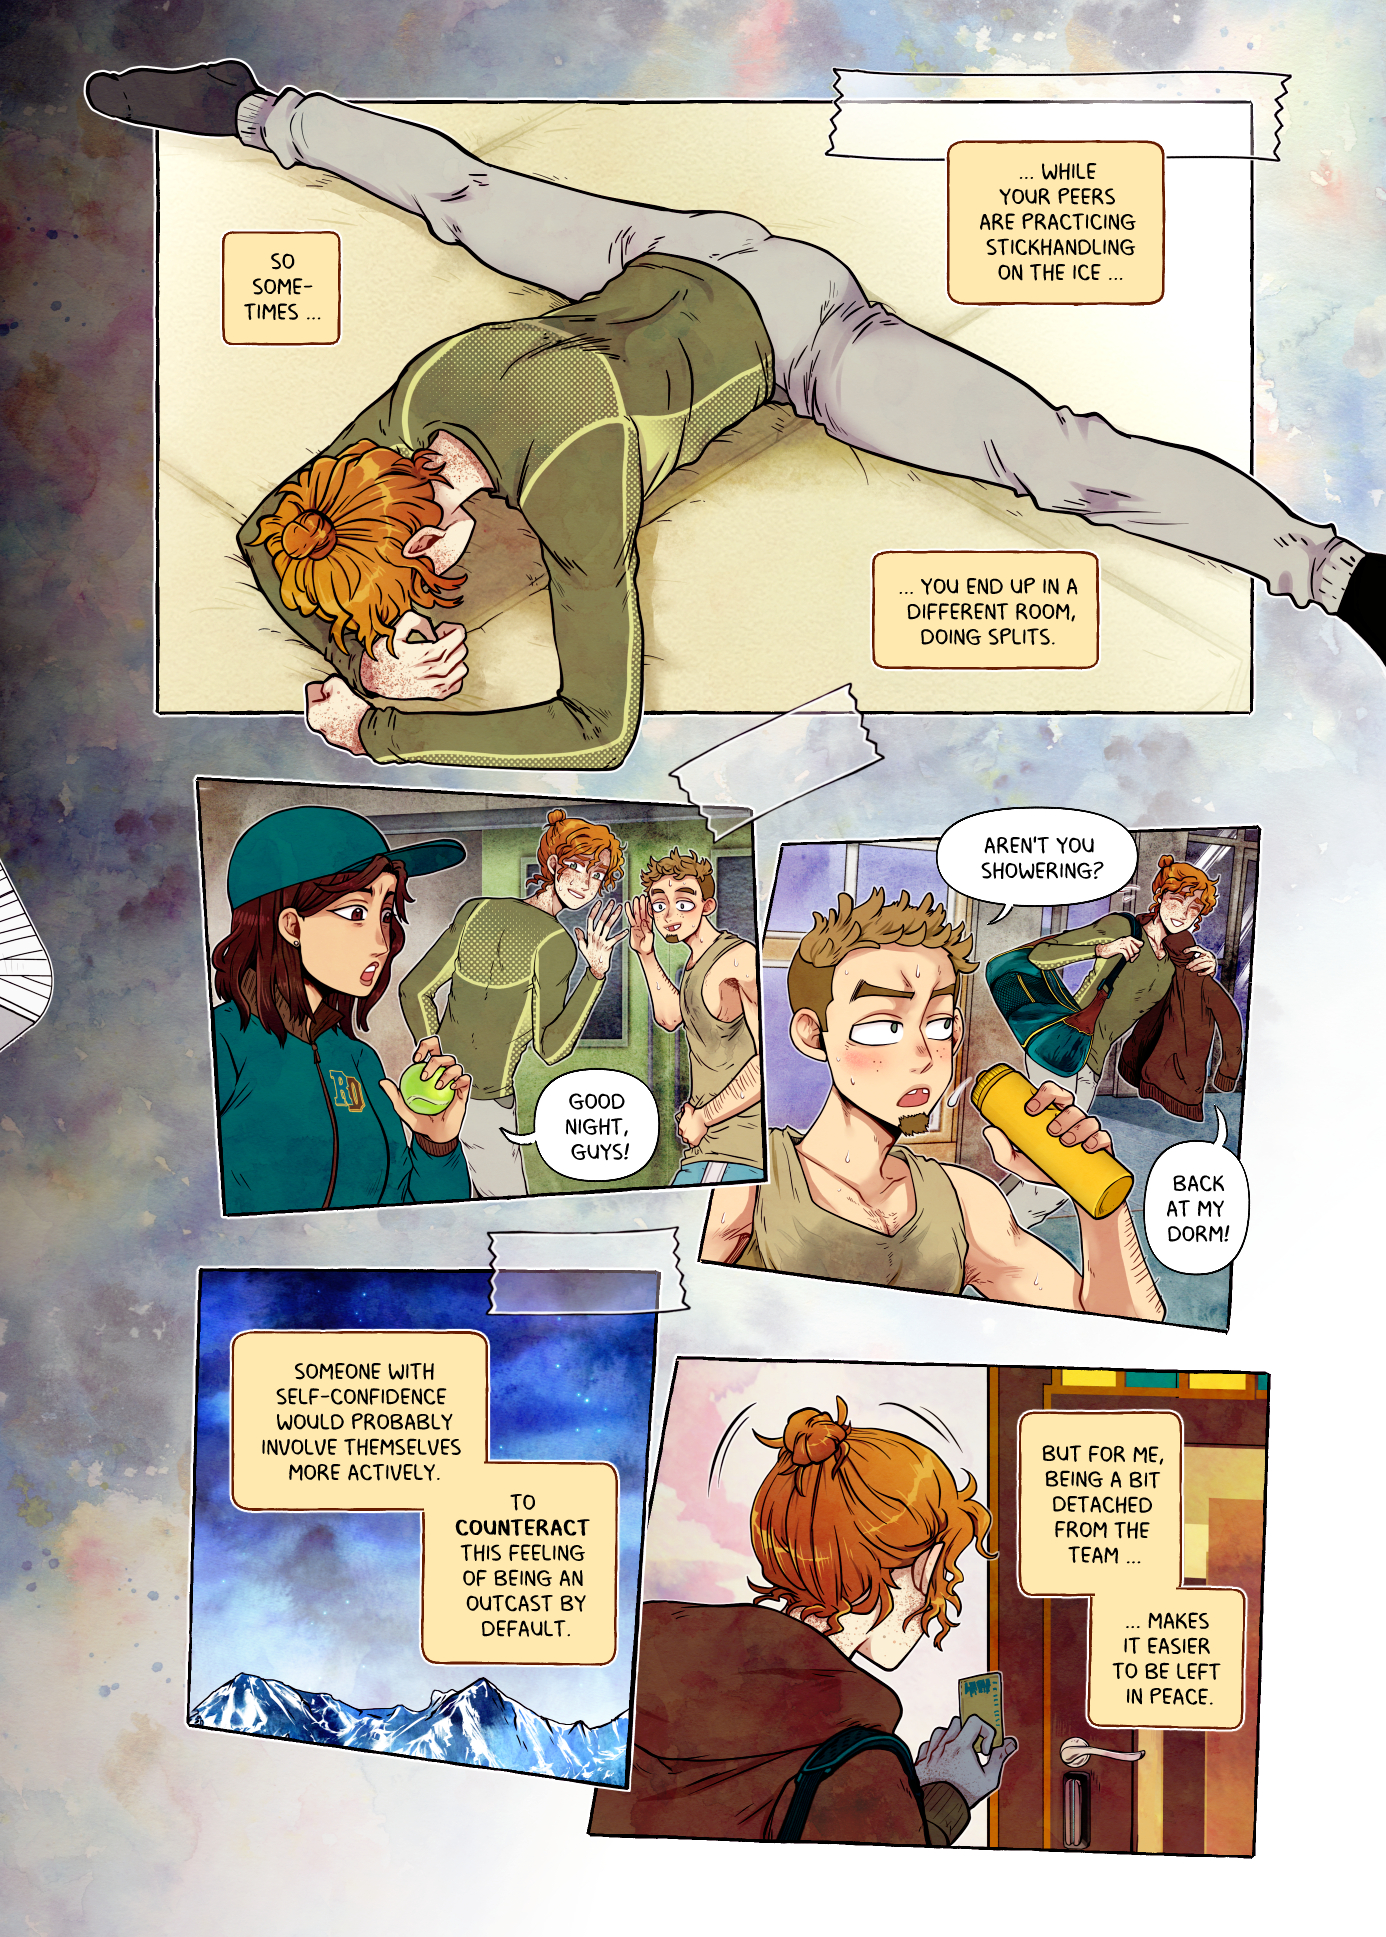 SO
SOME-
TIMES ...
... WHILE
YOUR PEERS
ARE PRACTICING
STICKHANDLING
ON THE ICE ...
... YOU END UP IN A
DIFFERENT ROOM,
DOING SPLITS.
RD
GOOD
NIGHT,
GUYS!
AREN'T YOU
SHOWERING?
BACK
AT MY
DORM!
SOMEONE WITH
SELF-CONFIDENCE
WOULD PROBABLY
INVOLVE THEMSELVES
MORE ACTIVELY.
TO
COUNTERACT
THIS FEELING
OF BEING AN
OUTCAST BY
DEFAULT.
BUT FOR ME,
BEING A BIT
DETACHED
FROM THE
TEAM ...
... MAKES
IT EASIER
TO BE LEFT
IN PEACE.